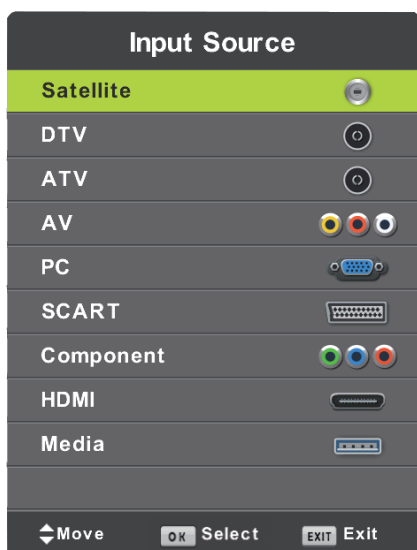 Input Source
Satellite
DTV
ATV
AV
PC
SCART
Component
HDMI
Media
Move OK Select EXIT Exit